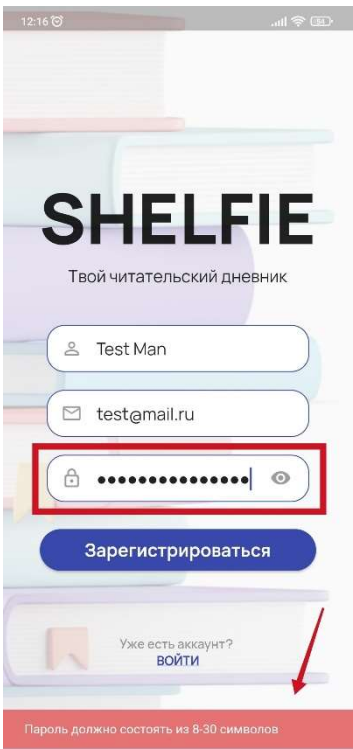 12:16
SHELFIE
Твой читательский дневник
Test Man
test@mail.ru
•••••••••••••••
Зарегистрироваться
Уже есть аккаунт?
ВОЙТИ
Пароль должно состоять из 8-30 символов